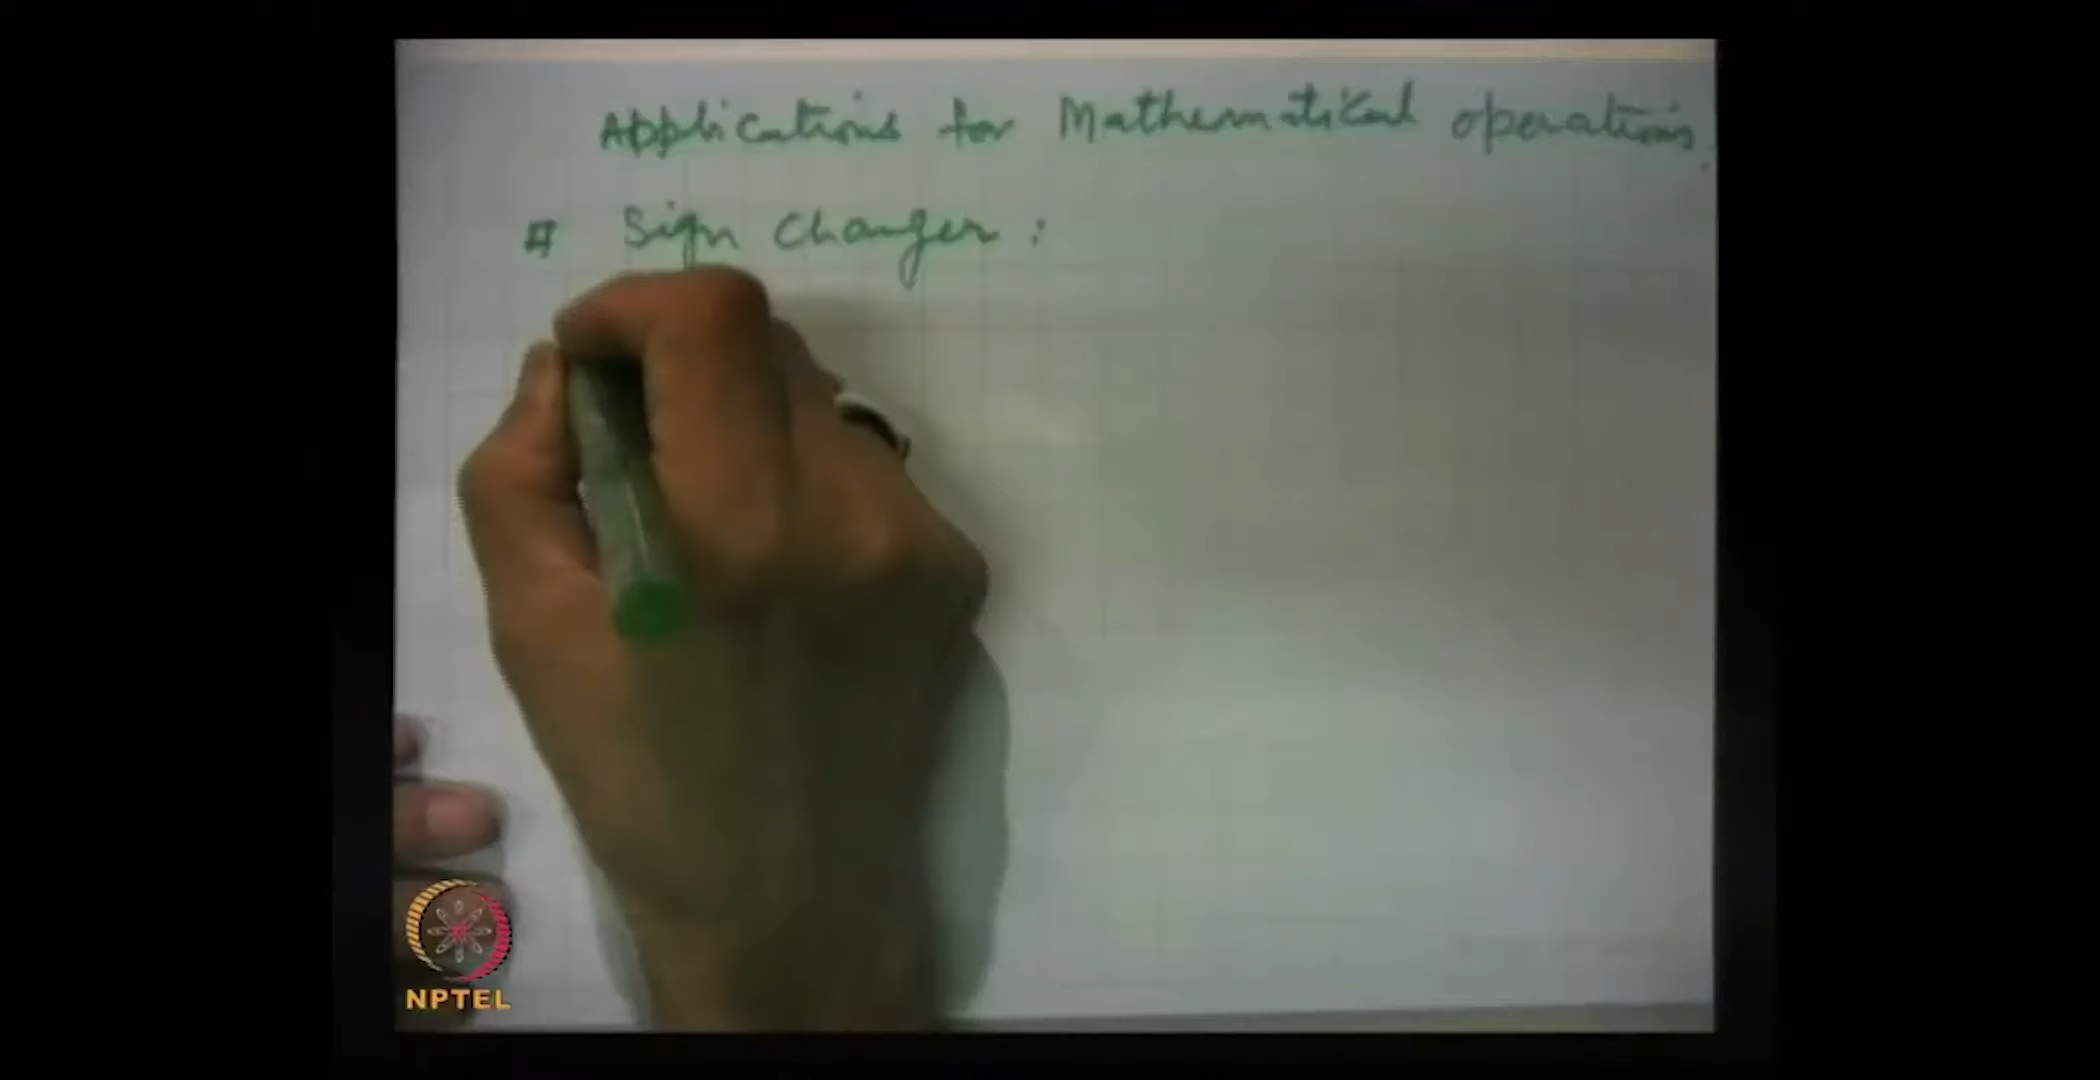 Applications for Mathematical operations.
# Sign Changer :
NPTEL